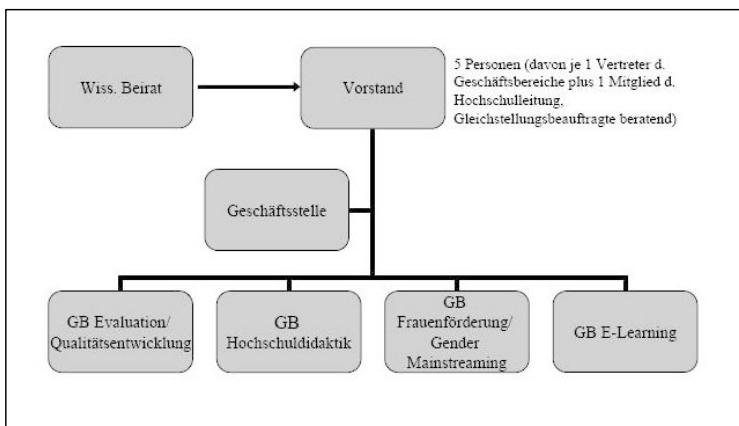 Wiss. Beirat
Vorstand
5 Personen (davon je 1 Vertreter d.
Geschäftsbereiche plus 1 Mitglied d.
Hochschulleitung,
Gleichstellungsbeauftragte beratend)
Geschäftsstelle
GB Evaluation/
Qualitätsentwicklung
GB
Hochschuldidaktik
GB
Frauenförderung/
Gender
Mainstreaming
GB E-Learning